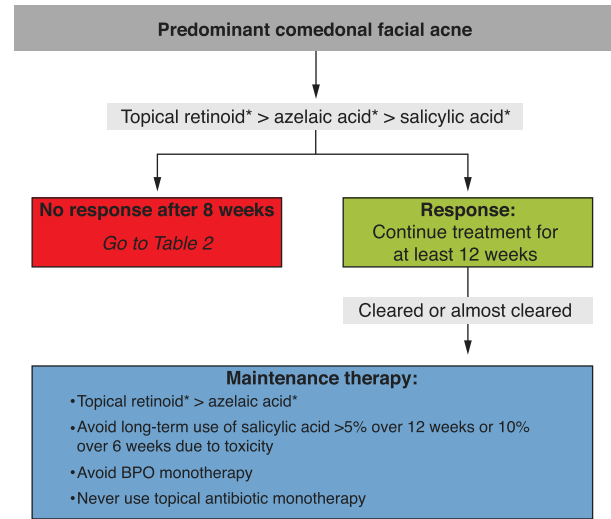 Predominant comedonal facial acne
Topical retinoid* > azelaic acid* > salicylic acid*
No response after 8 weeks
Go to Table 2
Response:
Continue treatment for
at least 12 weeks
Cleared or almost cleared
Maintenance therapy:
•Topical retinoid* > azelaic acid*
•Avoid long-term use of salicylic acid >5% over 12 weeks or 10%
over 6 weeks due to toxicity
•Avoid BPO monotherapy
•Never use topical antibiotic monotherapy